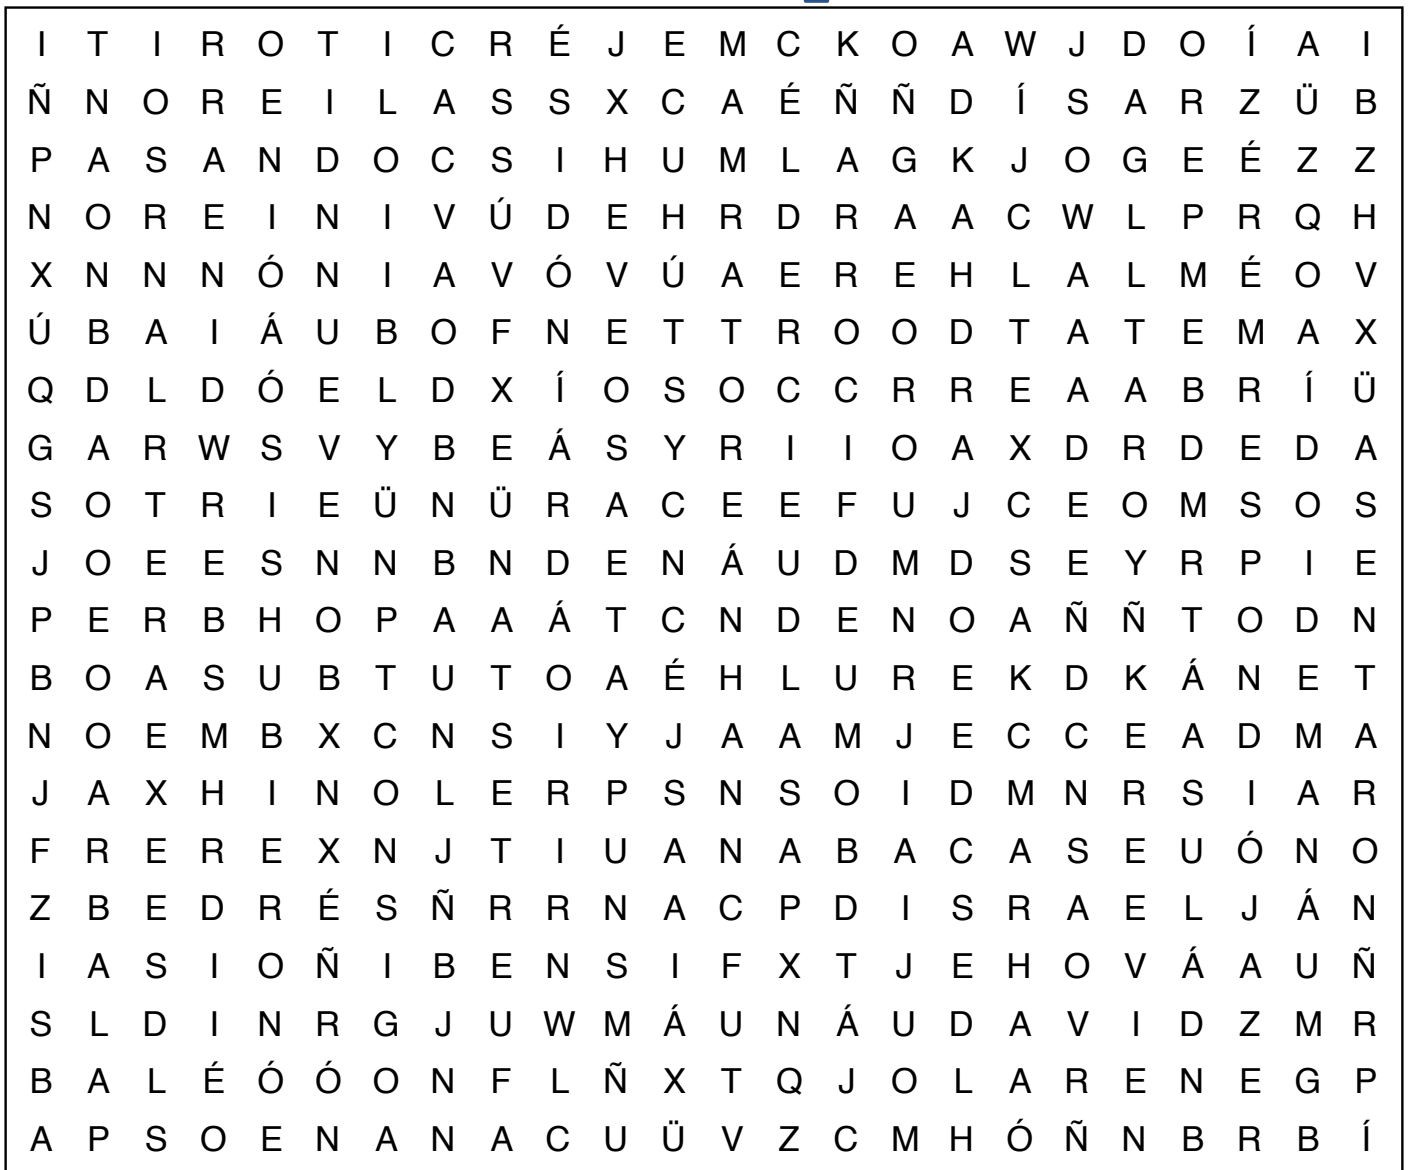 I T I R O T I C R É J E M C K O A W J D O Í A I
Ñ N O R E I L A S S X C A É Ñ Ñ D Í S A R Z Ü B
P A S A N D O C S I H U M L A G K J O G E É Z Z
N O R E I N I V Ú D E H R D R A A C W L P R Q H
X N N N Ó N I A V Ó V Ú A E R E H L A L M É O V
Ú B A I Á U B O F N E T T R O O D T A T E M A X
Q D L D Ó E L D X Í O S O C C R R E A A B R Í Ü
G A R W S V Y B E Á S Y R I I O A X D R D E D A
S O T R I E Ü N Ü R A C E E F U J C E O M S O S
J O E E S N N B N D E N Á U D M D S E Y R P I E
P E R B H O P A A Á T C N D E N O A Ñ Ñ T O D N
B O A S U B T U T O A É H L U R E K D K Á N E T
N O E M B X C N S I Y J A A M J E C C E A D M A
J A X H I N O L E R P S N S O I D M N R S I A R
F R E R E X N J T I U A N A B A C A S E U Ó N O
Z B E D R É S Ñ R R N A C P D I S R A E L J Á N
I A S I O Ñ I B E N S I F X T J E H O V Á A U Ñ
S L D I N R G J U W M Á U N Á U D A V I D Z M R
B A L É Ó Ó O N F L Ñ X T Q J O L A R E N E G P
A P S O E N A N A C U Ü V Z C M H Ó Ñ N B R B Í